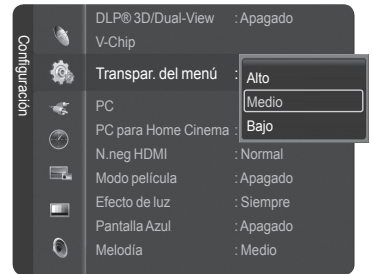 Configuración
DLP® 3D/Dual-View : Apagado
V-Chip
Transpar. del menú :
Alto
Medio
Bajo
PC
PC para Home Cinema :
N.neg HDMI : Normal
Modo película : Apagado
Efecto de luz : Siempre
Pantalla Azul : Apagado
Melodía : Medio